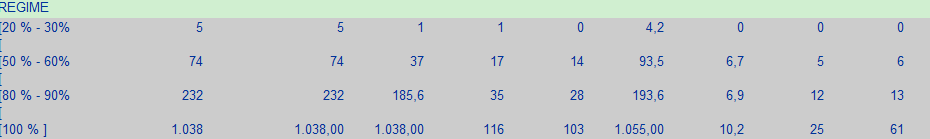 REGIME
[20 % - 30% 5 5 1 1 0 4,2 0 0 0
[
[50 % - 60% 74 74 37 17 14 93,5 6,7 5 6
[
[80 % - 90% 232 232 185,6 35 28 193,6 6,9 12 13
[
[100 % ] 1.038 1.038,00 1.038,00 116 103 1.055,00 10,2 25 61